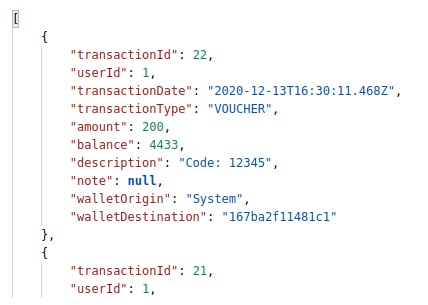 [
{
"transactionId": 22,
"userId": 1,
"transactionDate": "2020-12-13T16:30:11.468Z",
"transactionType": "VOUCHER",
"amount": 200,
"balance": 4433,
"description": "Code: 12345",
"note": null,
"walletOrigin": "System",
"walletDestination": "167ba2f11481c1"
},
{
"transactionId": 21,
"userId": 1,